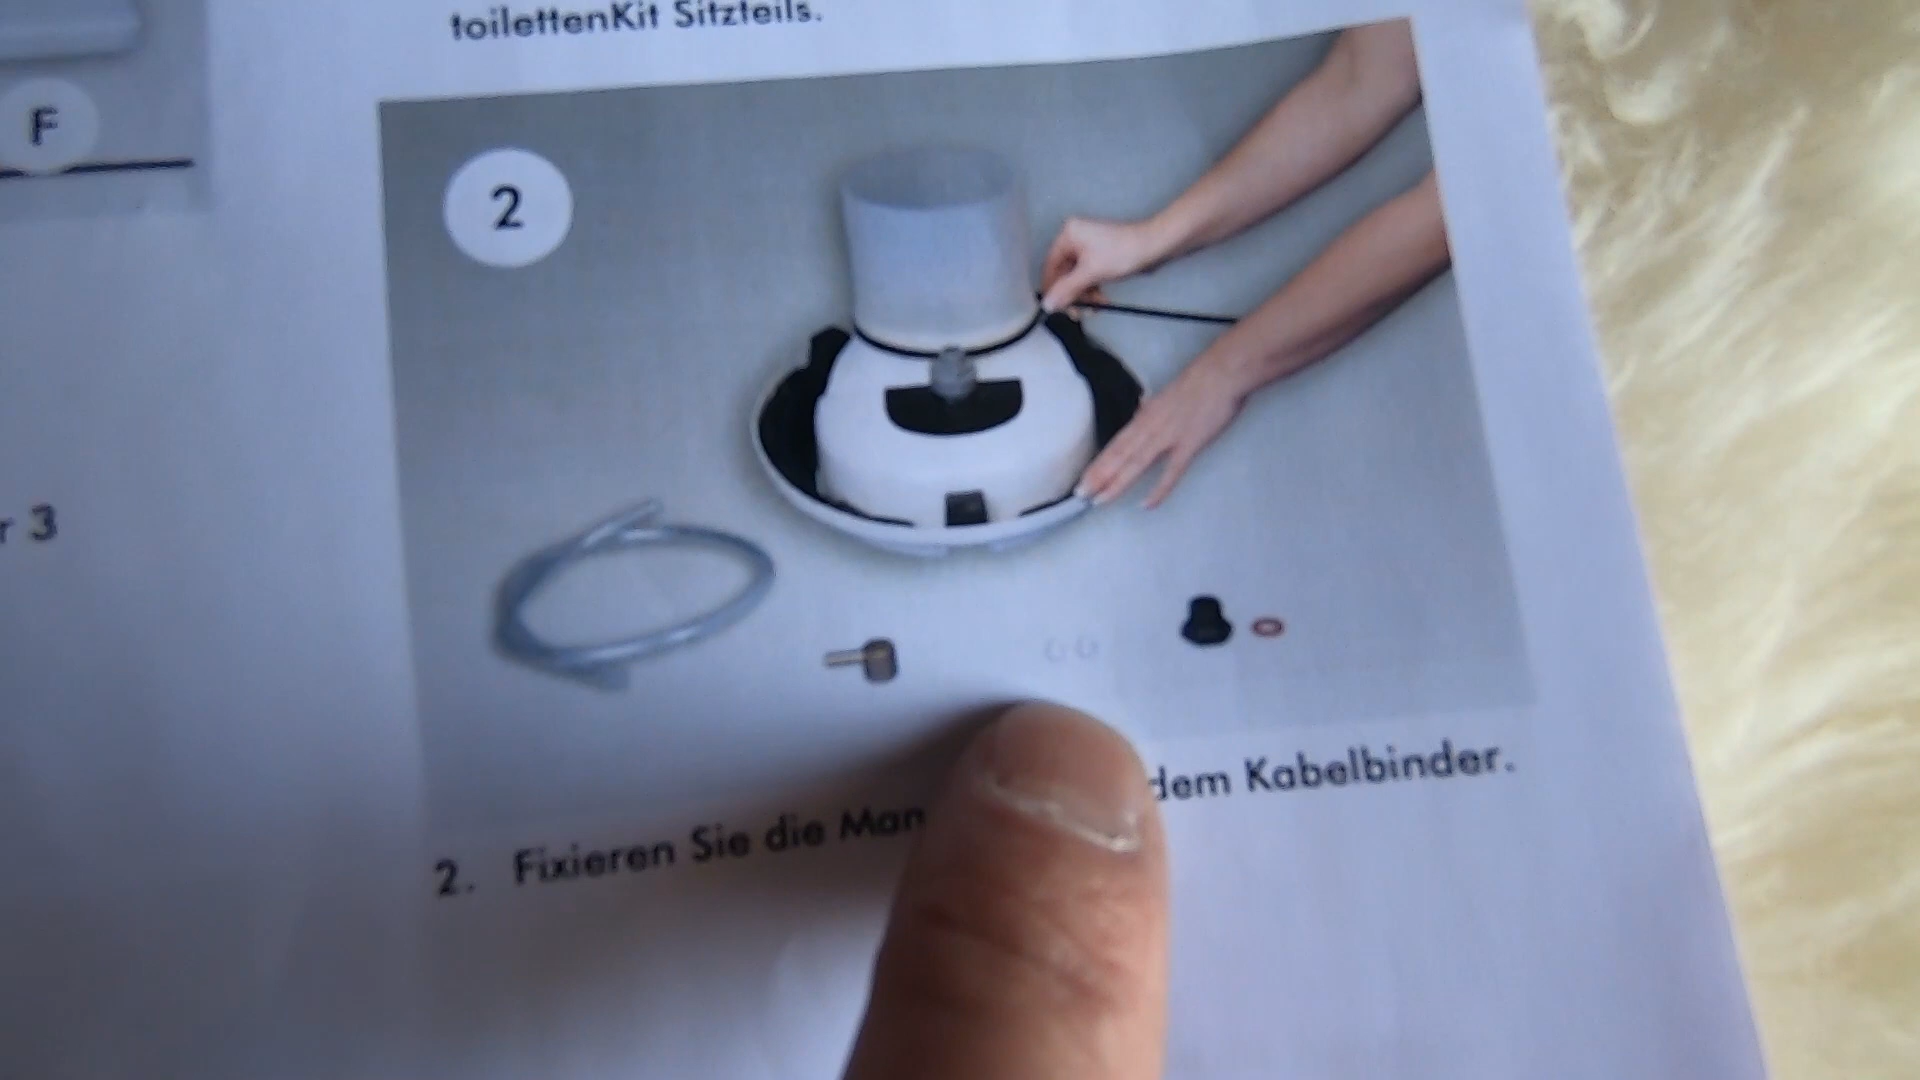 toilettenKit Sitzteils.
F
2
r 3
2. Fixieren Sie die Man dem Kabelbinder.